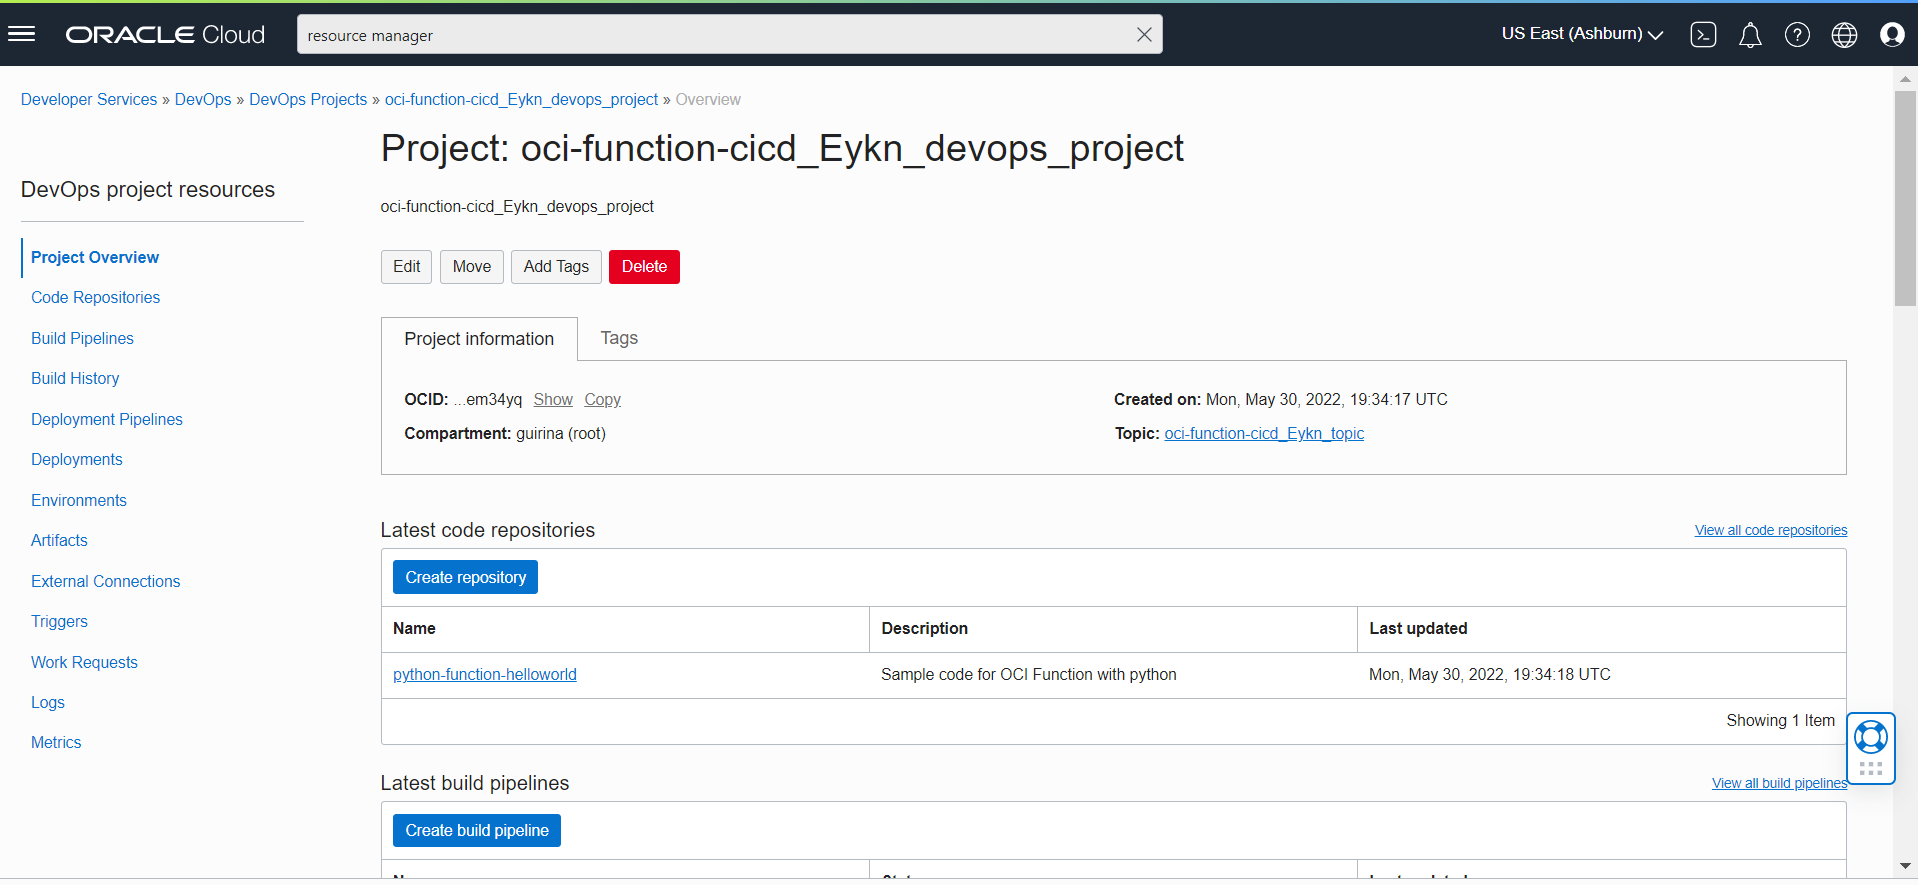 ORACLE Cloud
resource manager
US East (Ashburn)
Developer Services » DevOps » DevOps Projects » oci-function-cicd_Eykn_devops_project » Overview
Project: oci-function-cicd_Eykn_devops_project
DevOps project resources
oci-function-cicd_Eykn_devops_project
Project Overview
Code Repositories
Build Pipelines
Build History
Deployment Pipelines
Deployments
Environments
Artifacts
External Connections
Triggers
Work Requests
Logs
Metrics
Edit Move Add Tags Delete
Project information Tags
OCID: ...em34yq Show Copy
Compartment: guirina (root)
Created on: Mon, May 30, 2022, 19:34:17 UTC
Topic: oci-function-cicd_Eykn_topic
Latest code repositories
View all code repositories
Create repository
Name Description Last updated
python-function-helloworld Sample code for OCI Function with python Mon, May 30, 2022, 19:34:18 UTC
Showing 1 Item
Latest build pipelines
View all build pipelines
Create build pipeline